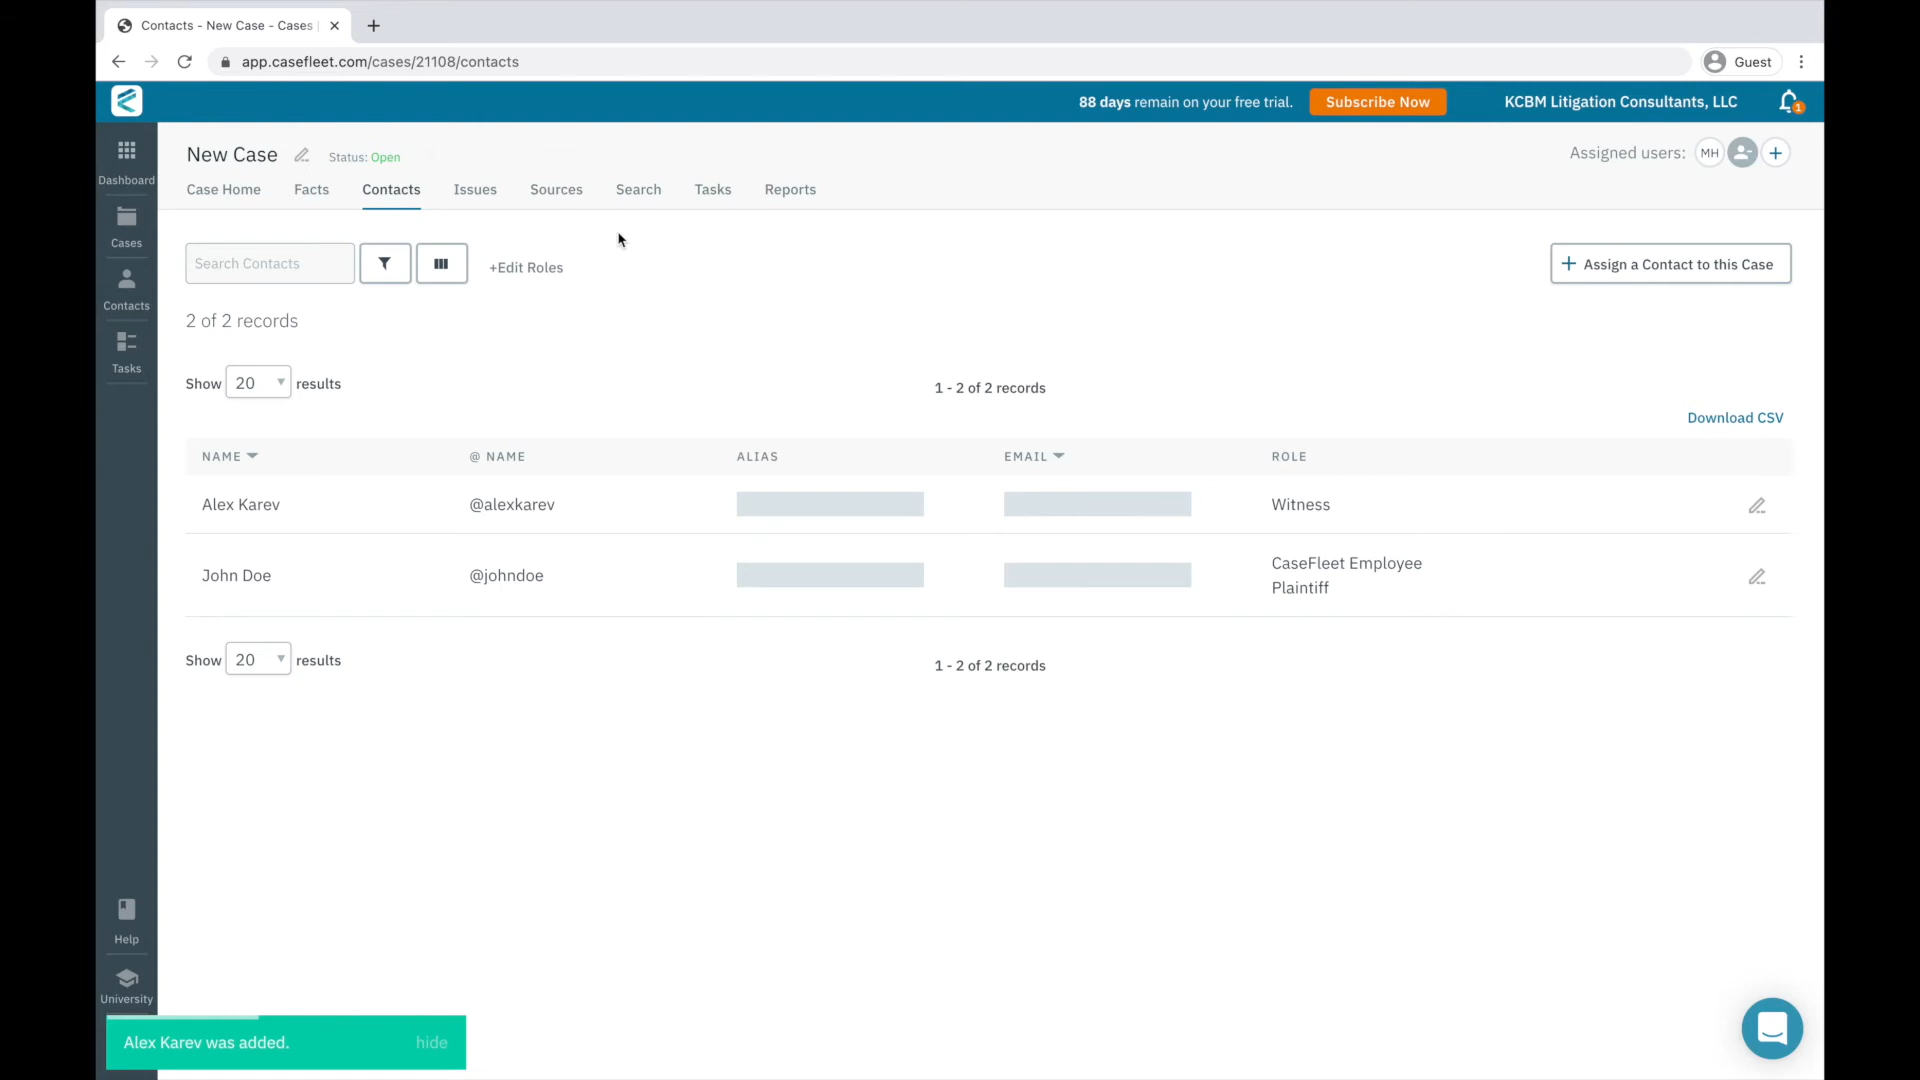 Contacts - New Case - Cases
app.casefleet.com/cases/21108/contacts
Guest
88 days remain on your free trial.
Subscribe Now
KCBM Litigation Consultants, LLC
1
Dashboard
Cases
Contacts
Tasks
Help
University
New Case
Status: Open
Assigned users:
MH
Case Home
Facts
Contacts
Issues
Sources
Search
Tasks
Reports
Search Contacts
+Edit Roles
+ Assign a Contact to this Case
2 of 2 records
Show 20 results
1 - 2 of 2 records
Download CSV
NAME
@ NAME
ALIAS
EMAIL
ROLE
Alex Karev
@alexkarev
Witness
John Doe
@johndoe
CaseFleet Employee
Plaintiff
Show 20 results
1 - 2 of 2 records
Alex Karev was added.
hide